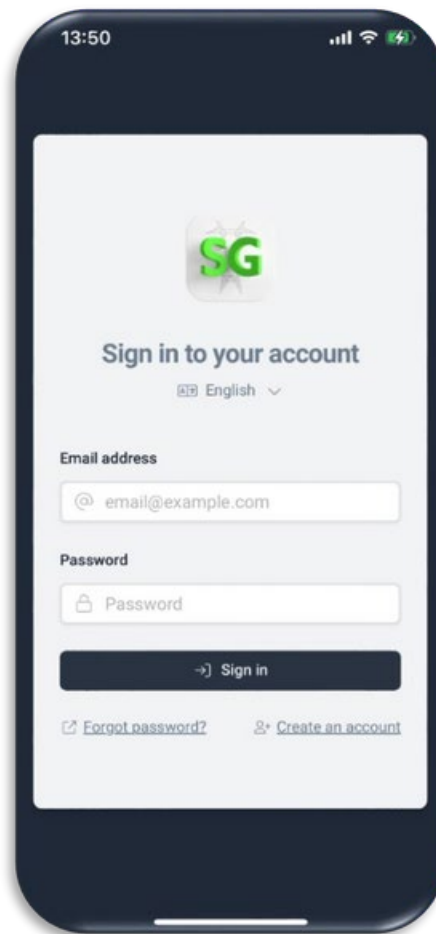 13:50
SG
Sign in to your account
English
Email address
@ email@example.com
Password
Password
Sign in
Forgot password?
Create an account